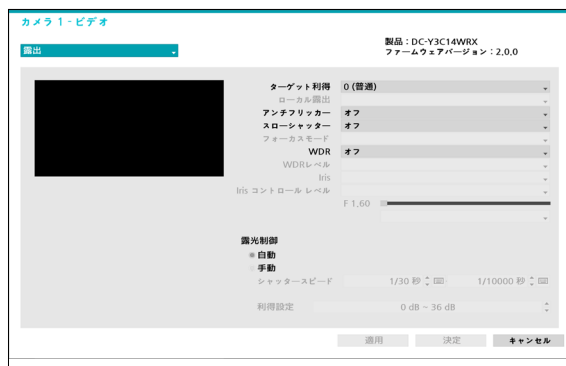 カメラ 1 - ビデオ
製品：DC-Y3C14WRX
露出
ファームウェアバージョン：2.0.0
ターゲット利得 0 (普通)
ローカル露出
アンチフリッカー オフ
スローシャッター オフ
フォーカスモード
WDR オフ
WDRレベル
Iris
Iris コントロール レベル
F 1.60
露光制御
自動
手動
シャッタースピード 1/30 秒 1/10000 秒
利得設定 0 dB ~ 36 dB
適用 決定 キャンセル